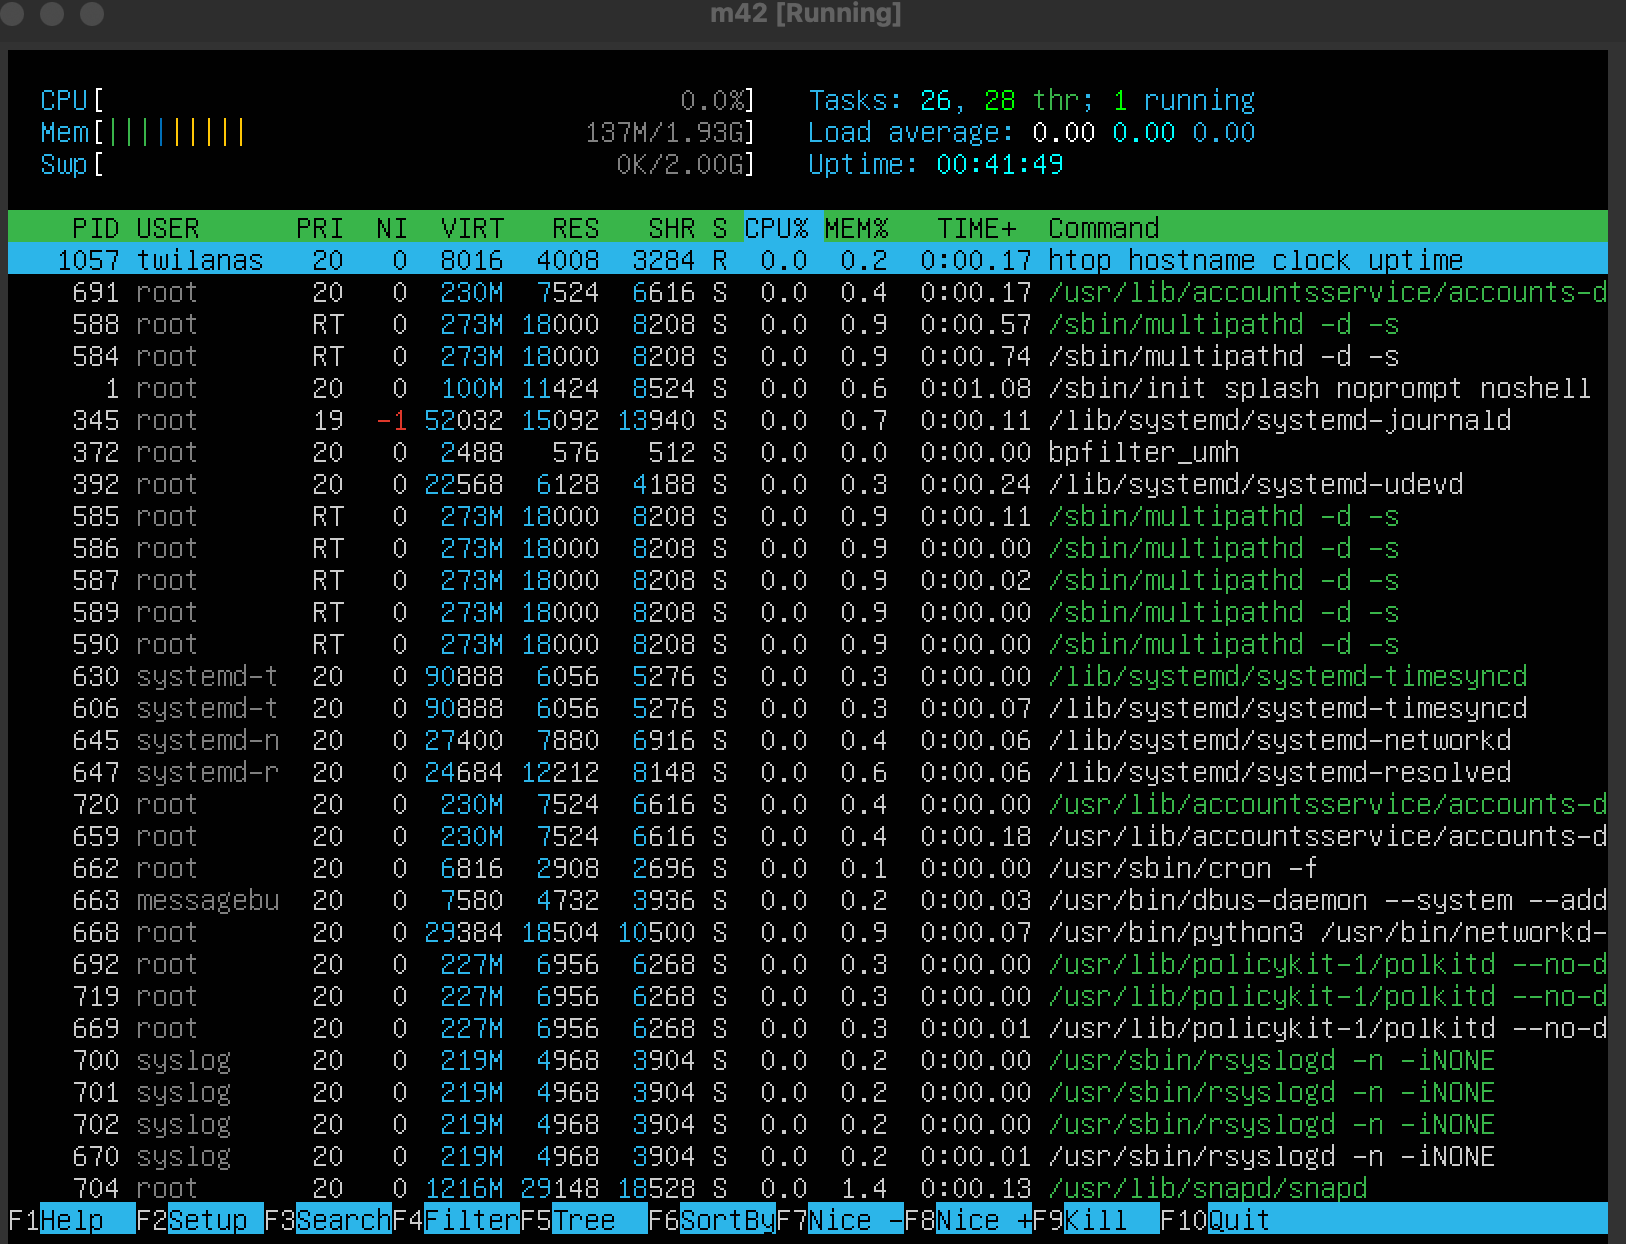 m42 [Running]
CPU[ 0.0%] Tasks: 26, 28 thr; 1 running
Mem[||||||||| 137M/1.93G] Load average: 0.00 0.00 0.00
Swp[ 0K/2.00G] Uptime: 00:41:49
PID USER PRI NI VIRT RES SHR S CPU% MEM% TIME+ Command
1057 twilanas 20 0 8016 4008 3284 R 0.0 0.2 0:00.17 htop hostname clock uptime
691 root 20 0 230M 7524 6616 S 0.0 0.4 0:00.17 /usr/lib/accountsservice/accounts-d
588 root RT 0 273M 18000 8208 S 0.0 0.9 0:00.57 /sbin/multipathd -d -s
584 root RT 0 273M 18000 8208 S 0.0 0.9 0:00.74 /sbin/multipathd -d -s
1 root 20 0 100M 11424 8524 S 0.0 0.6 0:01.08 /sbin/init splash noprompt noshell
345 root 19 -1 52032 15092 13940 S 0.0 0.7 0:00.11 /lib/systemd/systemd-journald
372 root 20 0 2488 576 512 S 0.0 0.0 0:00.00 bpfilter_umh
392 root 20 0 22568 6128 4188 S 0.0 0.3 0:00.24 /lib/systemd/systemd-udevd
585 root RT 0 273M 18000 8208 S 0.0 0.9 0:00.11 /sbin/multipathd -d -s
586 root RT 0 273M 18000 8208 S 0.0 0.9 0:00.00 /sbin/multipathd -d -s
587 root RT 0 273M 18000 8208 S 0.0 0.9 0:00.02 /sbin/multipathd -d -s
589 root RT 0 273M 18000 8208 S 0.0 0.9 0:00.00 /sbin/multipathd -d -s
590 root RT 0 273M 18000 8208 S 0.0 0.9 0:00.00 /sbin/multipathd -d -s
630 systemd-t 20 0 90888 6056 5276 S 0.0 0.3 0:00.00 /lib/systemd/systemd-timesyncd
606 systemd-t 20 0 90888 6056 5276 S 0.0 0.3 0:00.07 /lib/systemd/systemd-timesyncd
645 systemd-n 20 0 27400 7880 6916 S 0.0 0.4 0:00.06 /lib/systemd/systemd-networkd
647 systemd-r 20 0 24684 12212 8148 S 0.0 0.6 0:00.06 /lib/systemd/systemd-resolved
720 root 20 0 230M 7524 6616 S 0.0 0.4 0:00.00 /usr/lib/accountsservice/accounts-d
659 root 20 0 230M 7524 6616 S 0.0 0.4 0:00.18 /usr/lib/accountsservice/accounts-d
662 root 20 0 6816 2908 2696 S 0.0 0.1 0:00.00 /usr/sbin/cron -f
663 messagebu 20 0 7580 4732 3936 S 0.0 0.2 0:00.03 /usr/bin/dbus-daemon --system --add
668 root 20 0 29384 18504 10500 S 0.0 0.9 0:00.07 /usr/bin/python3 /usr/bin/networkd-
692 root 20 0 227M 6956 6268 S 0.0 0.3 0:00.00 /usr/lib/policykit-1/polkitd --no-d
719 root 20 0 227M 6956 6268 S 0.0 0.3 0:00.00 /usr/lib/policykit-1/polkitd --no-d
669 root 20 0 227M 6956 6268 S 0.0 0.3 0:00.01 /usr/lib/policykit-1/polkitd --no-d
700 syslog 20 0 219M 4968 3904 S 0.0 0.2 0:00.00 /usr/sbin/rsyslogd -n -iNONE
701 syslog 20 0 219M 4968 3904 S 0.0 0.2 0:00.00 /usr/sbin/rsyslogd -n -iNONE
702 syslog 20 0 219M 4968 3904 S 0.0 0.2 0:00.00 /usr/sbin/rsyslogd -n -iNONE
670 syslog 20 0 219M 4968 3904 S 0.0 0.2 0:00.01 /usr/sbin/rsyslogd -n -iNONE
704 root 20 0 1216M 29148 18528 S 0.0 1.4 0:00.13 /usr/lib/snapd/snapd
F1Help F2Setup F3SearchF4FilterF5Tree F6SortByF7Nice -F8Nice +F9Kill F10Quit